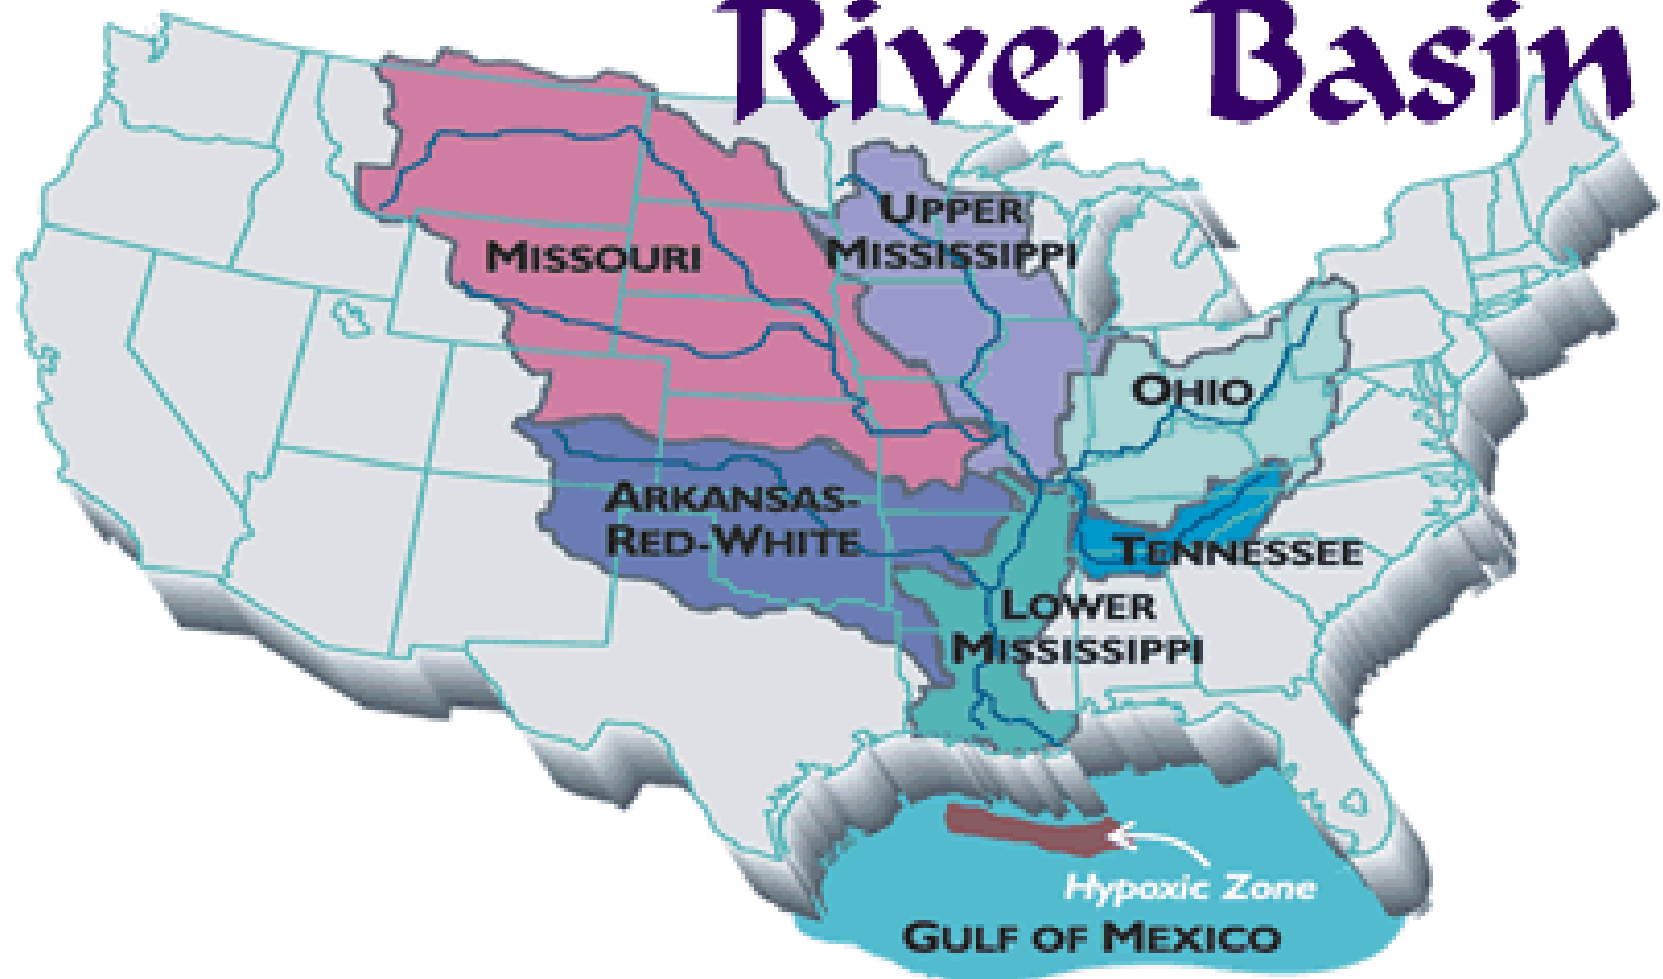 River Basin
UPPER
MISSISSIPPI
MISSOURI
OHIO
ARKANSAS-
RED-WHITE
TENNESSEE
LOWER
MISSISSIPPI
Hypoxic Zone
GULF OF MEXICO